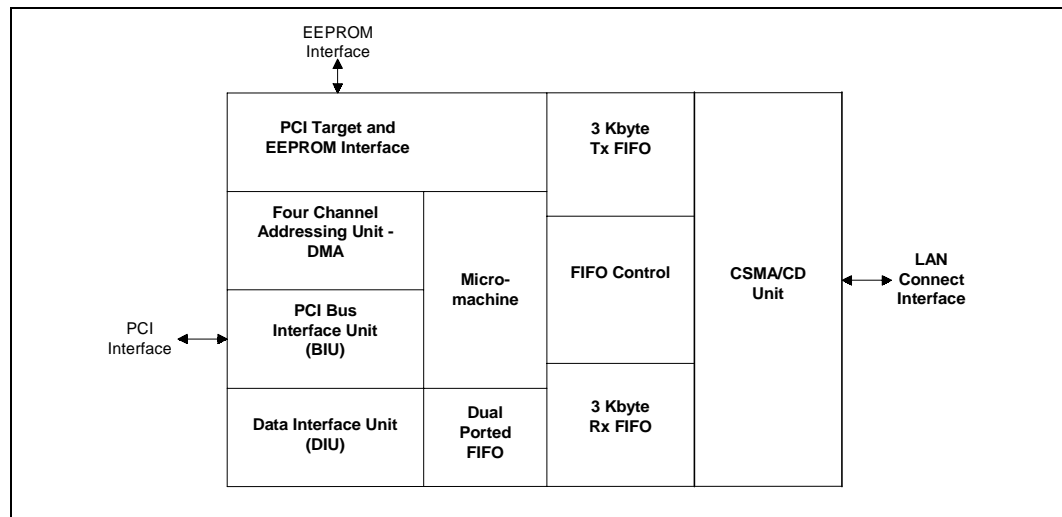 EEPROM
Interface
PCI Target and
EEPROM Interface
3 Kbyte
Tx FIFO
Four Channel
Addressing Unit -
DMA
Micro-
machine
FIFO Control
CSMA/CD
Unit
LAN
Connect
Interface
PCI
Interface
PCI Bus
Interface Unit
(BIU)
Data Interface Unit
(DIU)
Dual
Ported
FIFO
3 Kbyte
Rx FIFO